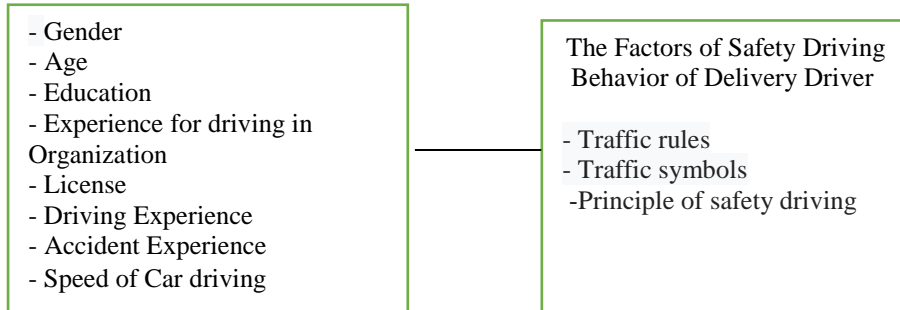 - Gender
- Age
- Education
- Experience for driving in
Organization
- License
- Driving Experience
- Accident Experience
- Speed of Car driving
The Factors of Safety Driving
Behavior of Delivery Driver
- Traffic rules
- Traffic symbols
-Principle of safety driving